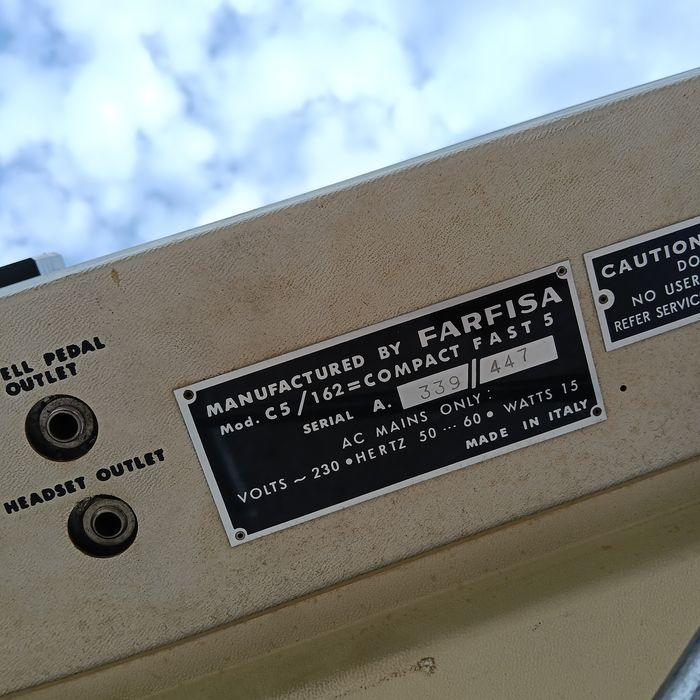 ELL PEDAL
OUTLET
HEADSET OUTLET
MANUFACTURED BY FARFISA
Mod. C5/162=COMPACT FAST 5
SERIAL A. 339//447
AC MAINS ONLY:
VOLTS ~ 230 • HERTZ 50 ... 60 • WATTS 15
MADE IN ITALY
CAUTION
DO
NO USER
REFER SERVIC